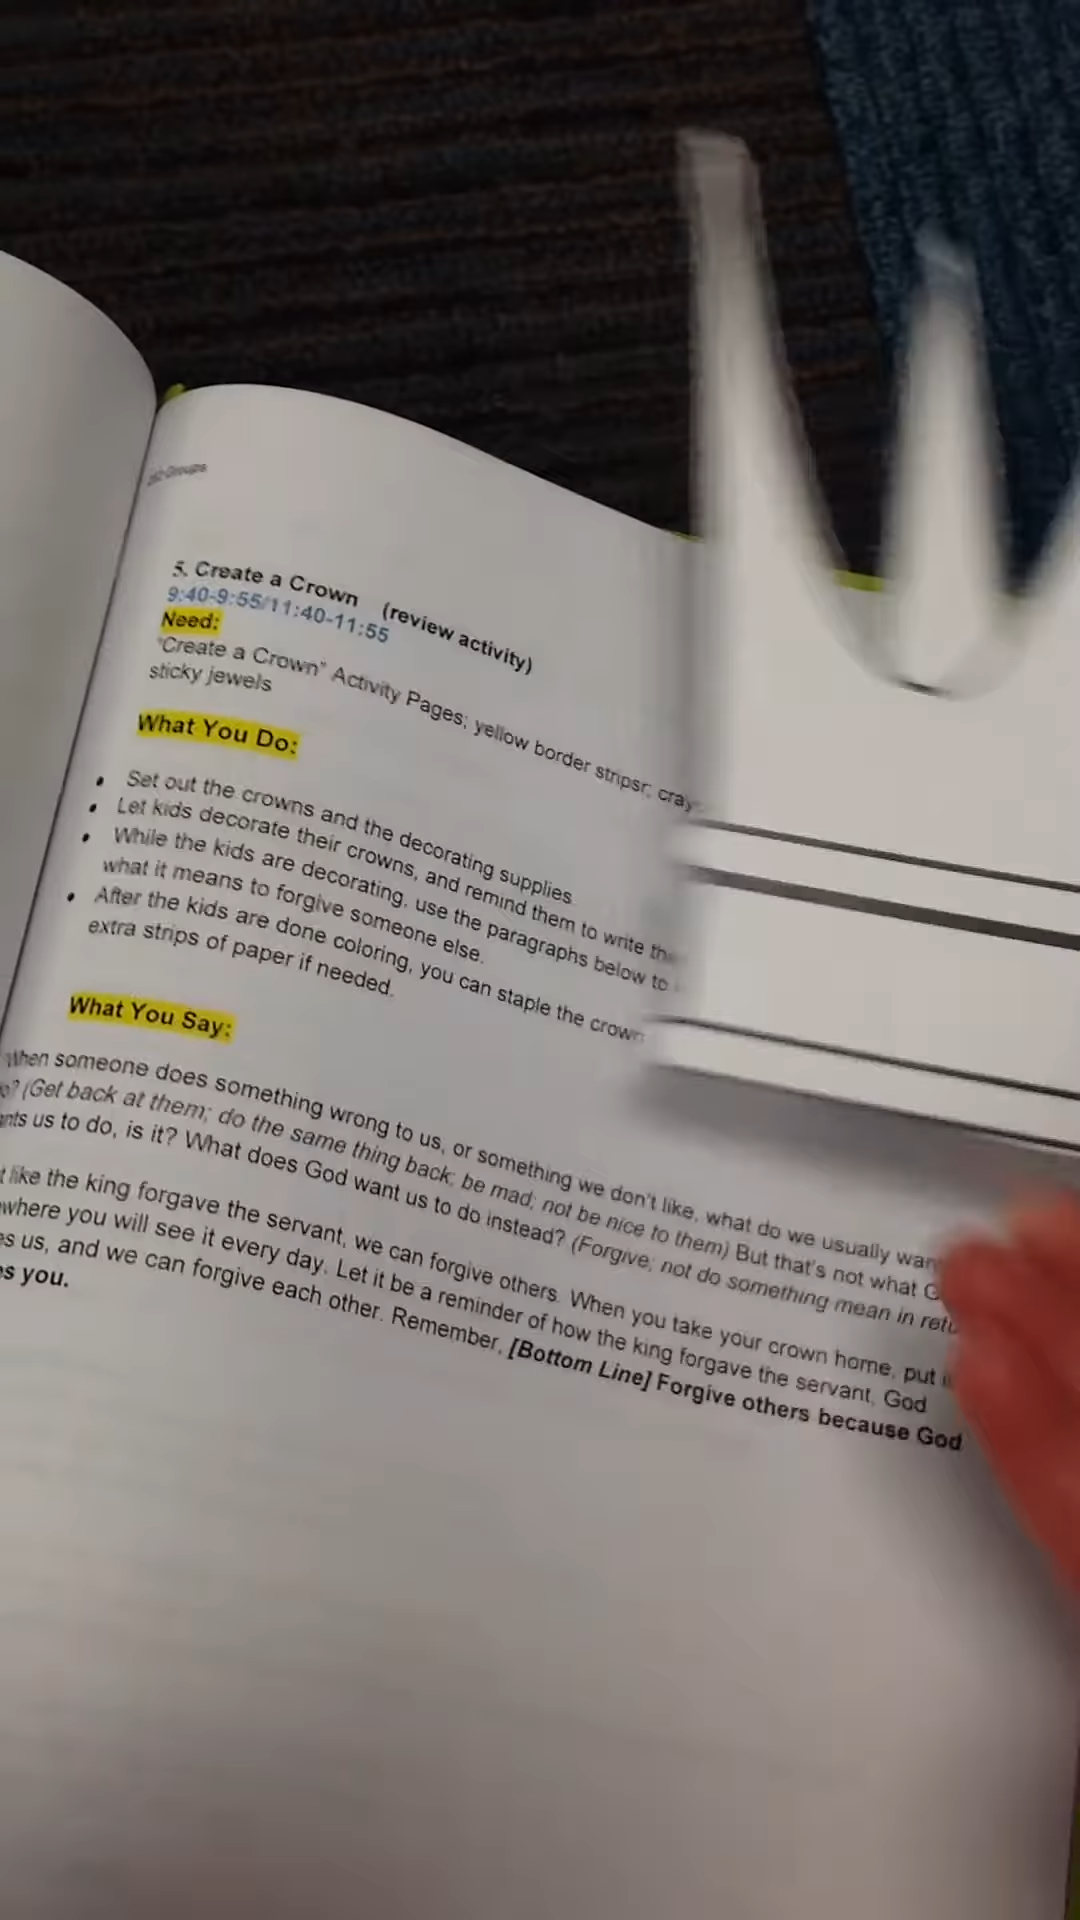 252 Groups
5. Create a Crown (review activity)
9:40-9:55/11:40-11:55
Need:
"Create a Crown" Activity Pages; yellow border stripsr; cray
sticky jewels
What You Do:
• Set out the crowns and the decorating supplies.
• Let kids decorate their crowns, and remind them to write
• While the kids are decorating, use the paragraphs below to
what it means to forgive someone else.
• After the kids are done coloring, you can staple the crown
extra strips of paper if needed.
What You Say:
When someone does something wrong to us, or something we don't like, what do we usually
(Get back at them; do the same thing back; be mad; not be nice to them) But that's not what
us to do, is it? What does God want us to do instead? (Forgive; not do something mean in
like the king forgave the servant, we can forgive others. When you take your crown home, put
where you will see it every day. Let it be a reminder of how the king forgave the servant, God
us, and we can forgive each other. Remember, [Bottom Line] Forgive others because God
you.